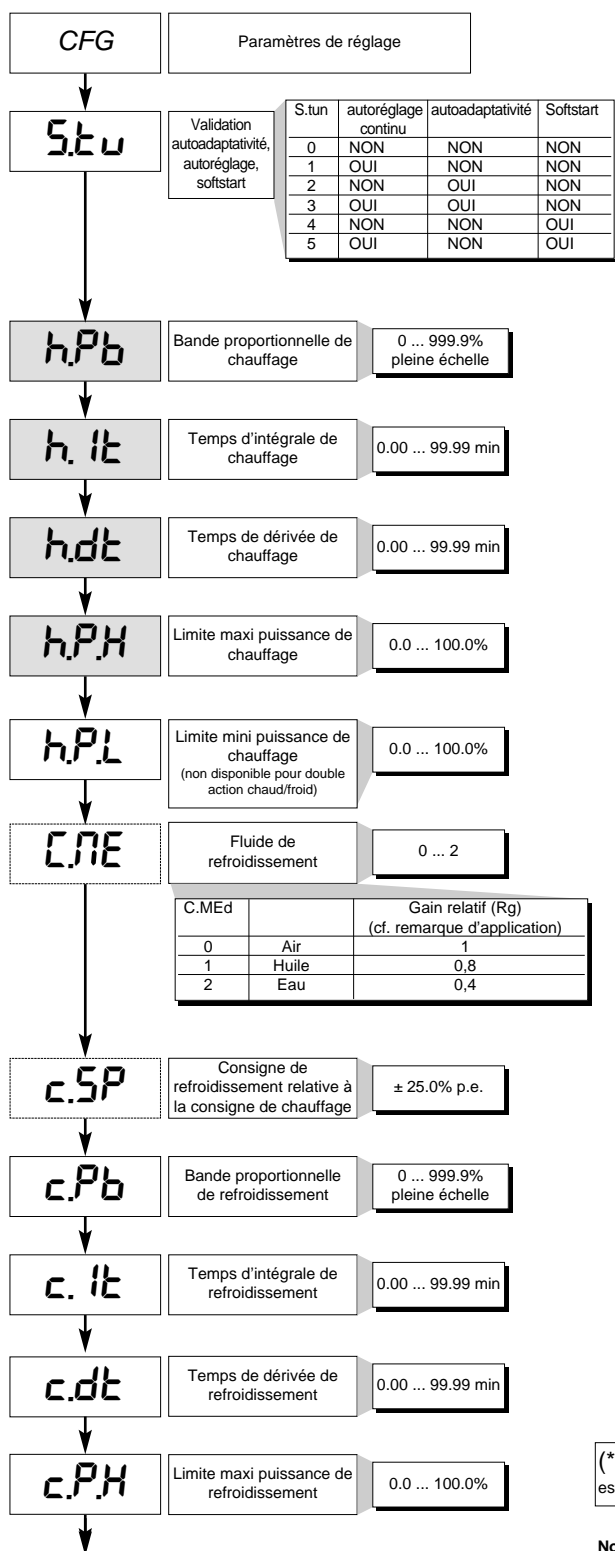 CFG
Paramètres de réglage
S.tu
Validation
autoadaptativité,
autoréglage,
softstart
S.tun autoréglage continu autoadaptativité Softstart
0 NON NON NON
1 OUI NON NON
2 NON OUI NON
3 OUI OUI NON
4 NON NON OUI
5 OUI NON OUI
h.Pb
Bande proportionnelle de
chauffage
0 ... 999.9%
pleine échelle
h. It
Temps d'intégrale de
chauffage
0.00 ... 99.99 min
h.dt
Temps de dérivée de
chauffage
0.00 ... 99.99 min
h.P.H
Limite maxi puissance de
chauffage
0.0 ... 100.0%
h.P.L
Limite mini puissance de
chauffage
(non disponible pour double
action chaud/froid)
0.0 ... 100.0%
C.ME
Fluide de
refroidissement
0 ... 2
C.MEd Gain relatif (Rg)
(cf. remarque d'application)
0 Air 1
1 Huile 0,8
2 Eau 0,4
c.SP
Consigne de
refroidissement relative à
la consigne de chauffage
± 25.0% p.e.
c.Pb
Bande proportionnelle
de refroidissement
0 ... 999.9%
pleine échelle
c. It
Temps d'intégrale de
refroidissement
0.00 ... 99.99 min
c.dt
Temps de dérivée de
refroidissement
0.00 ... 99.99 min
c.P.H
Limite maxi puissance de
refroidissement
0.0 ... 100.0%
(*
es